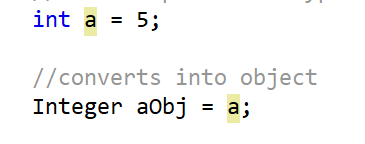 int a = 5;
//converts into object
Integer aObj = a;